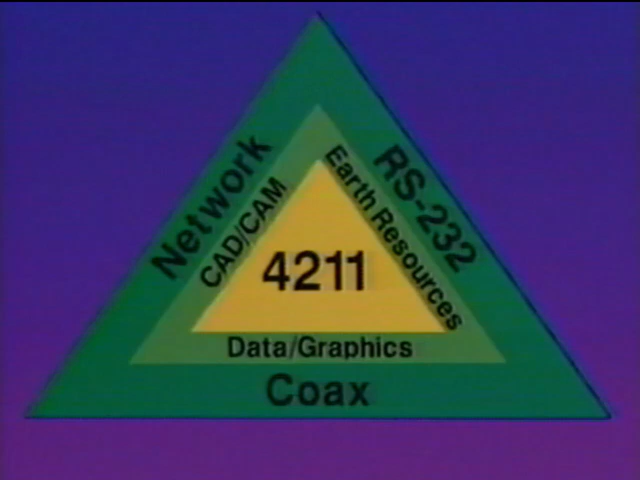 Network
RS-232
CAD/CAM
Earth Resources
4211
Data/Graphics
Coax